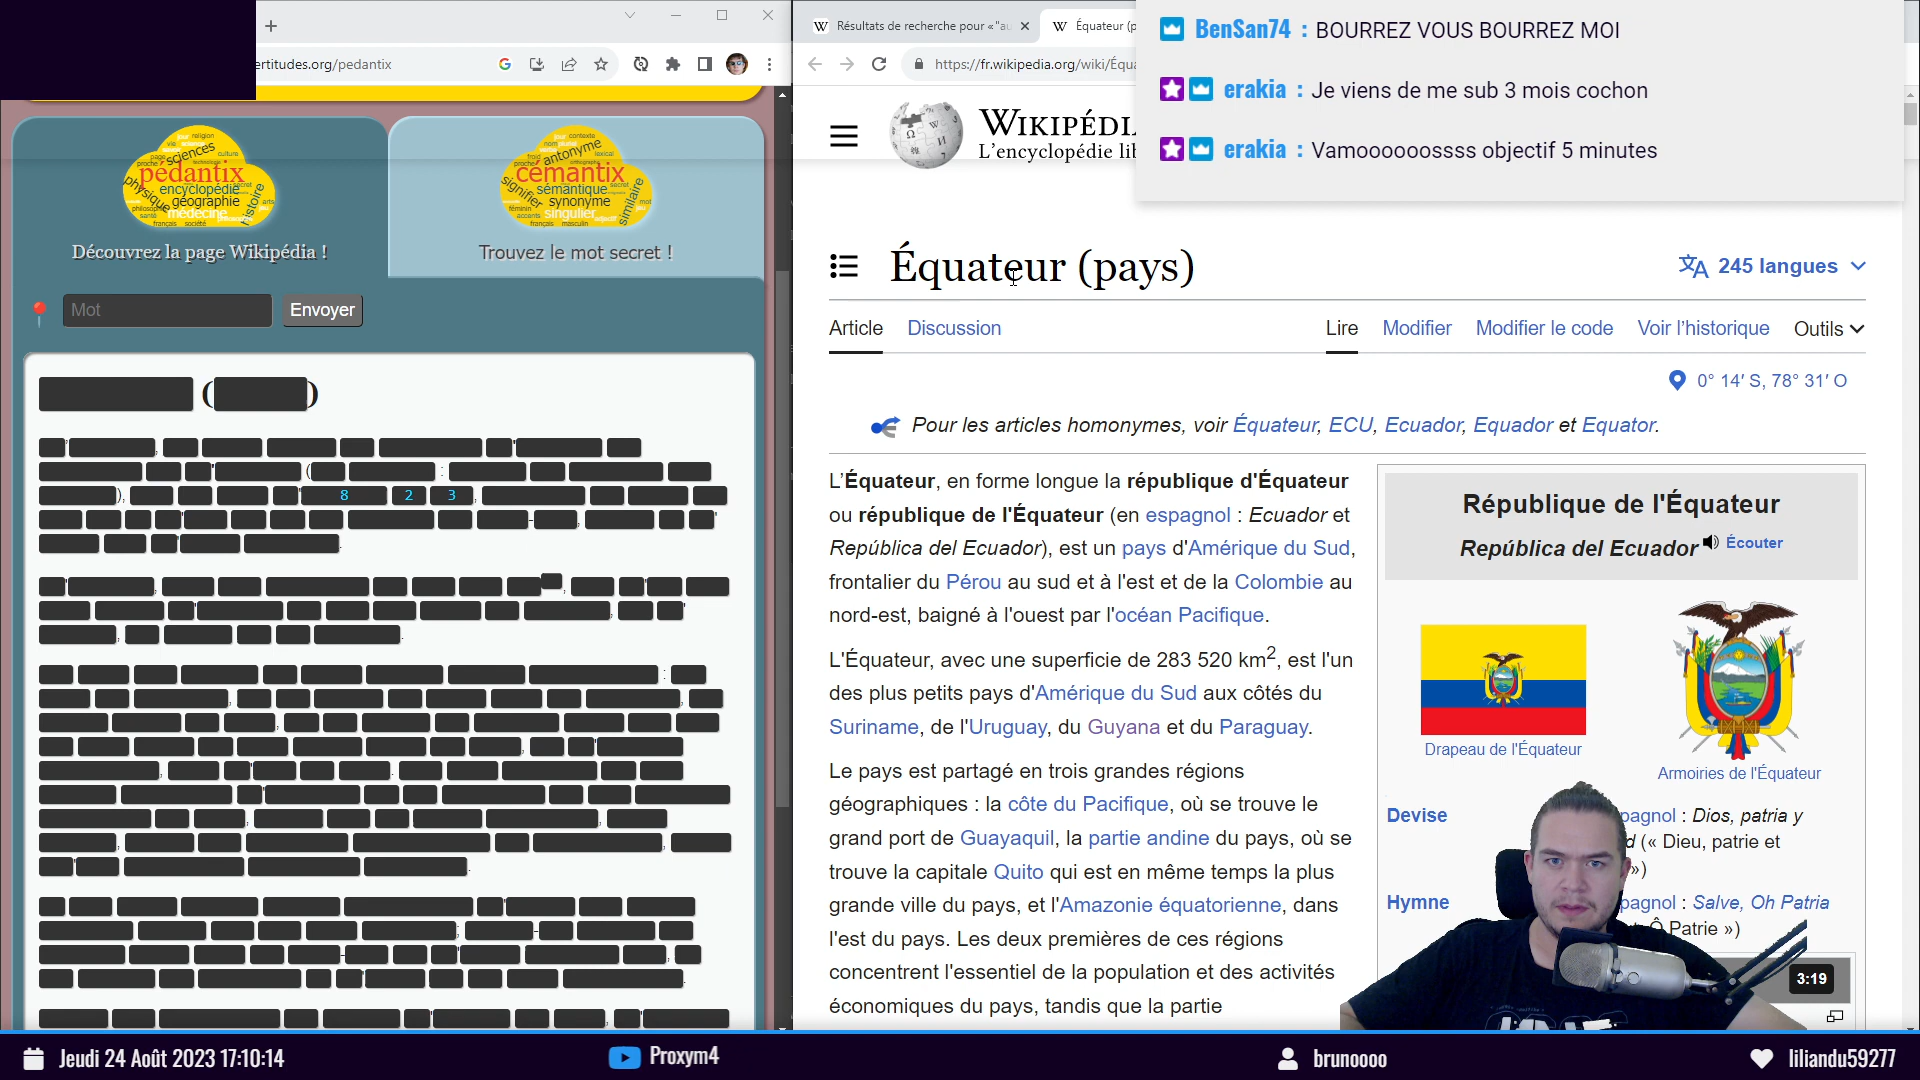 ertitudes.org/pedantix
pédantix
encyclopédie
géographie
sciences
physique
médecine
histoire
Découvrez la page Wikipédia !
cémantix
antonyme
sémantique
synonyme
singulier
signifier
similaire
Trouvez le mot secret !
Mot
Envoyer
( )
8 2 3
Résultats de recherche pour « "au
Équateur (p
https://fr.wikipedia.org/wiki/Équa
WIKIPÉDI
L'encyclopédie lib
BenSan74 : BOURREZ VOUS BOURREZ MOI
erakia : Je viens de me sub 3 mois cochon
erakia : Vamoooooossss objectif 5 minutes
Équateur (pays)
245 langues
Article Discussion Lire Modifier Modifier le code Voir l'historique Outils
0° 14′ S, 78° 31′ O
Pour les articles homonymes, voir Équateur, ECU, Ecuador, Equador et Equator.
L'Équateur, en forme longue la république d'Équateur
ou république de l'Équateur (en espagnol : Ecuador et
República del Ecuador), est un pays d'Amérique du Sud,
frontalier du Pérou au sud et à l'est et de la Colombie au
nord-est, baigné à l'ouest par l'océan Pacifique.
L'Équateur, avec une superficie de 283 520 km2, est l'un
des plus petits pays d'Amérique du Sud aux côtés du
Suriname, de l'Uruguay, du Guyana et du Paraguay.
Le pays est partagé en trois grandes régions
géographiques : la côte du Pacifique, où se trouve le
grand port de Guayaquil, la partie andine du pays, où se
trouve la capitale Quito qui est en même temps la plus
grande ville du pays, et l'Amazonie équatorienne, dans
l'est du pays. Les deux premières de ces régions
concentrent l'essentiel de la population et des activités
économiques du pays, tandis que la partie
République de l'Équateur
República del Ecuador Écouter
Drapeau de l'Équateur
Armoiries de l'Équateur
Devise
pagnol : Dios, patria y
d (« Dieu, patrie et
»)
Hymne
pagnol : Salve, Oh Patria
Ô Patrie »)
3:19
Jeudi 24 Août 2023 17:10:14
Proxym4
brunoooo
liliandu59277